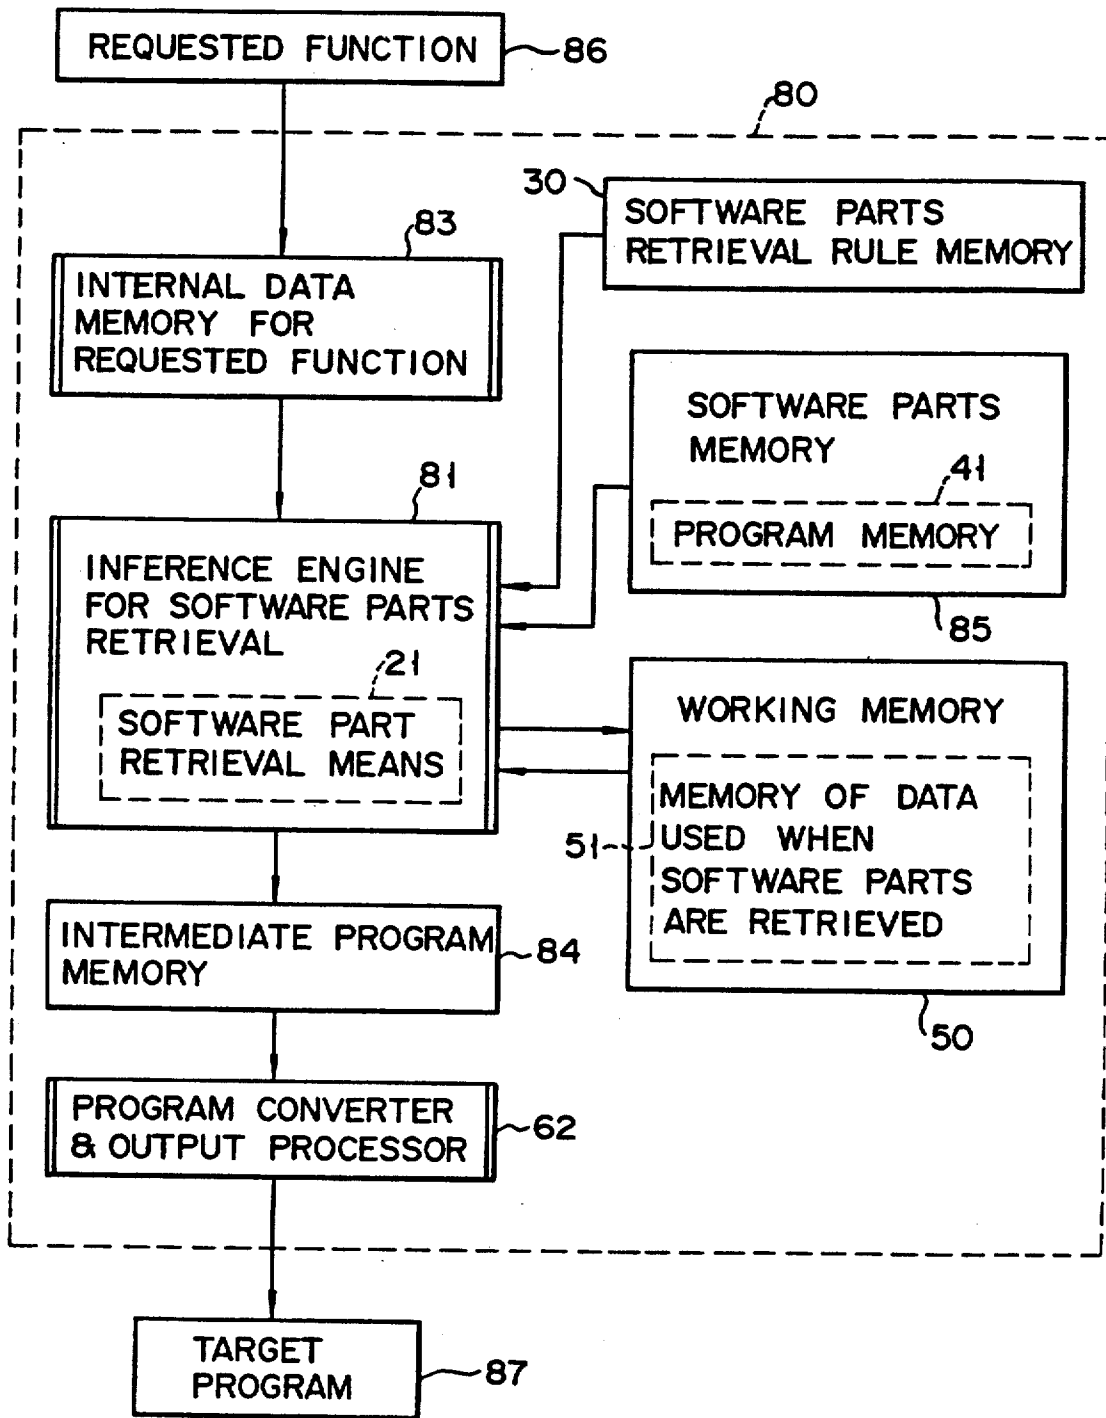 REQUESTED FUNCTION
86
80
30
SOFTWARE PARTS
RETRIEVAL RULE MEMORY
83
INTERNAL DATA
MEMORY FOR
REQUESTED FUNCTION
SOFTWARE PARTS
MEMORY
41
PROGRAM MEMORY
85
81
INFERENCE ENGINE
FOR SOFTWARE PARTS
RETRIEVAL
21
SOFTWARE PART
RETRIEVAL MEANS
WORKING MEMORY
MEMORY OF DATA
USED WHEN
SOFTWARE PARTS
ARE RETRIEVED
51
50
INTERMEDIATE PROGRAM
MEMORY
84
PROGRAM CONVERTER
& OUTPUT PROCESSOR
62
TARGET
PROGRAM
87